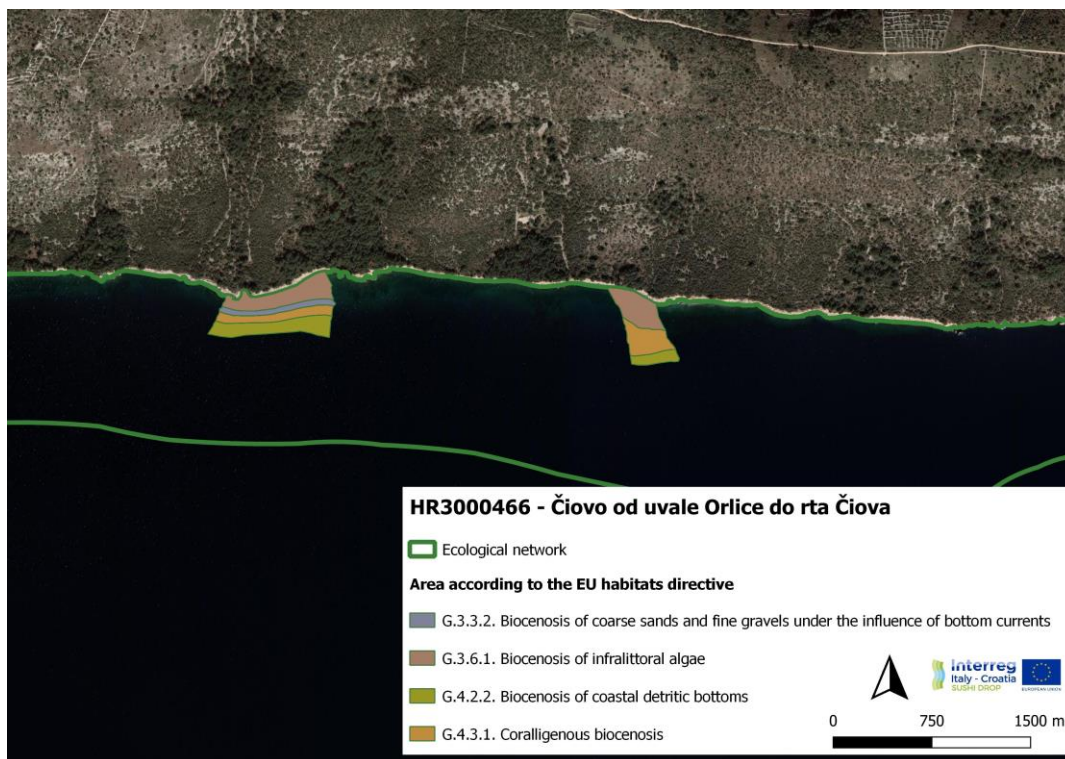 HR3000466 - Čiovo od uvale Orlice do rta Čiova
Ecological network
Area according to the EU habitats directive
G.3.3.2. Biocenosis of coarse sands and fine gravels under the influence of bottom currents
G.3.6.1. Biocenosis of infralittoral algae
G.4.2.2. Biocenosis of coastal detritic bottoms
G.4.3.1. Coralligenous biocenosis
Interreg
Italy - Croatia
SUSHI DROP
EUROPEAN UNION
0 750 1500 m